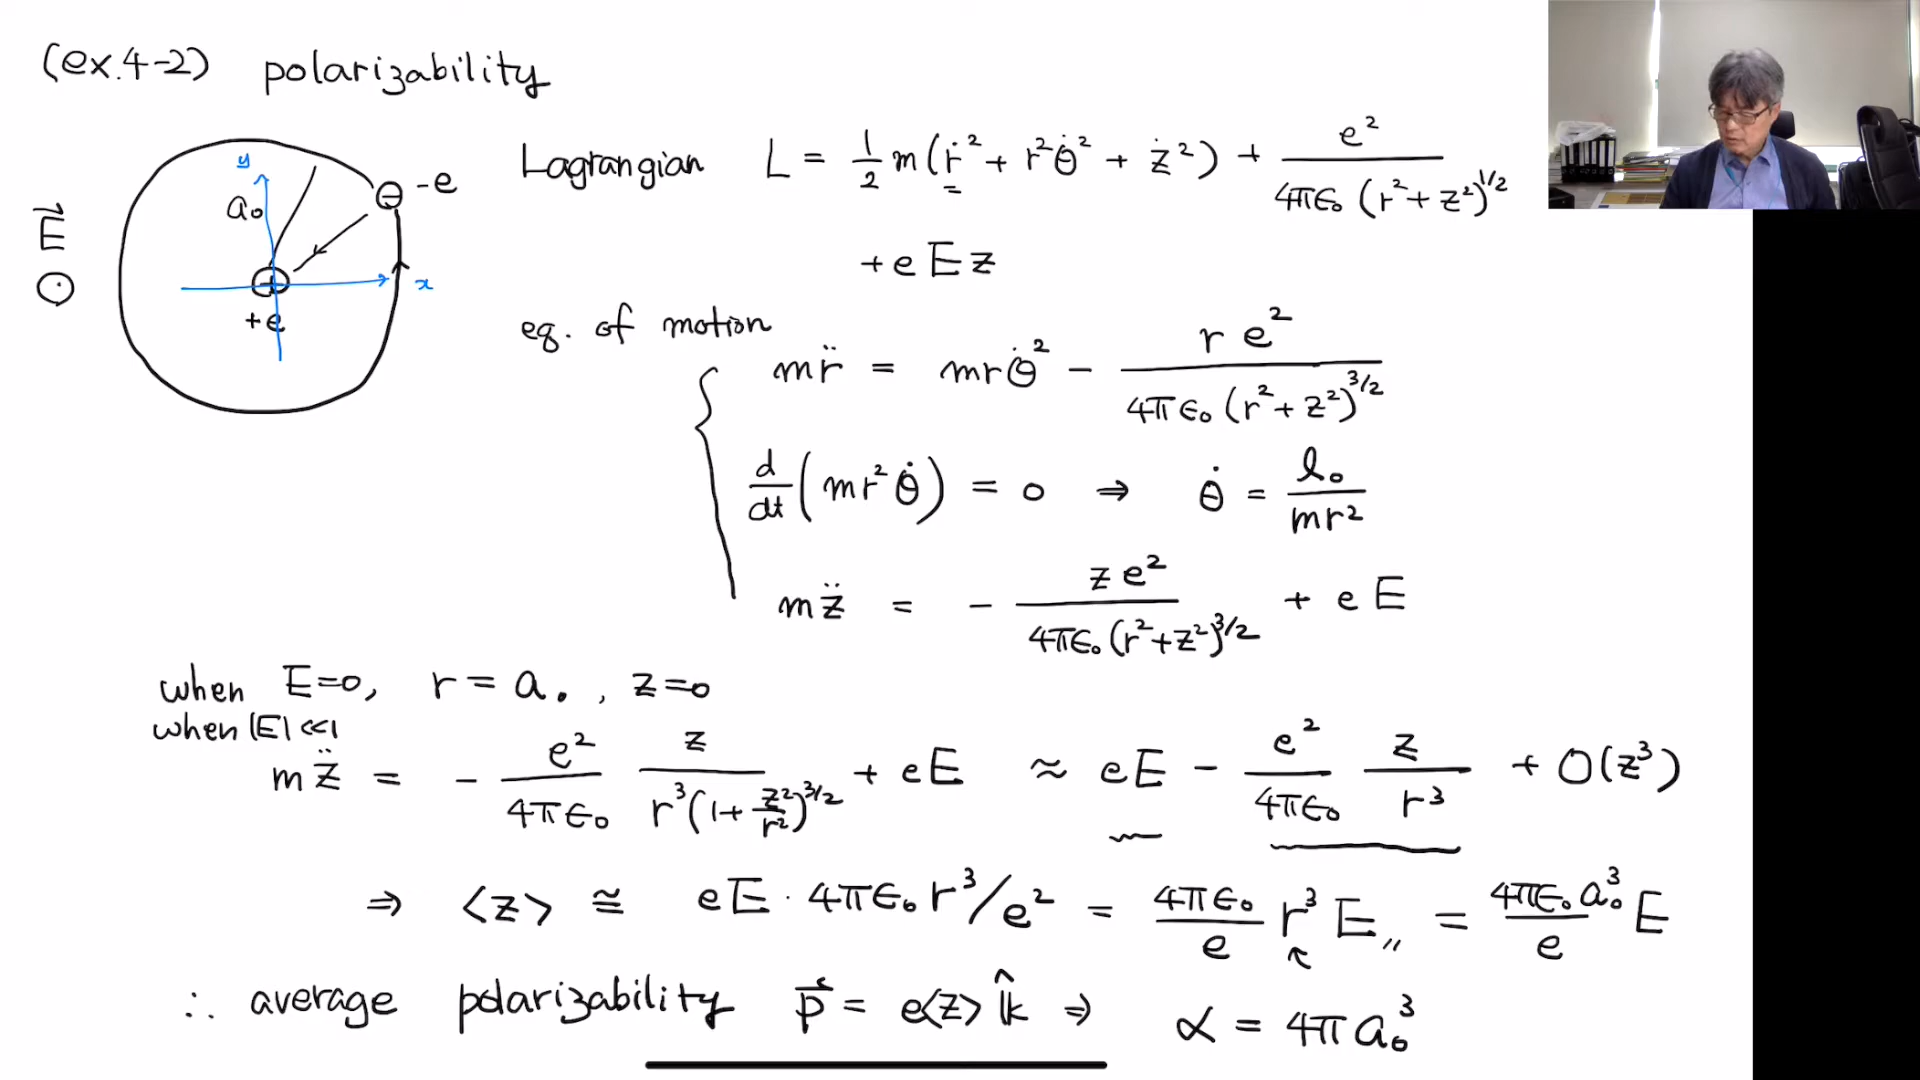 (ex.4-2) polarizability
y
a₀
⊖ -e
E⃗
⊙
⊕
x
+e
Lagrangian L = 1/2 m(ṙ² + r²θ̇² + ż²) + e² / 4πϵ₀(r²+z²)^1/2
+eEz
eq. of motion
mr̈ = mrθ̇² - re² / 4πϵ₀(r²+z²)^3/2
d/dt (mr²θ̇) = 0 ⇒ θ̇ = l₀ / mr²
mz̈ = - ze² / 4πϵ₀(r²+z²)^3/2 + eE
when E=0, r = a₀, z=0
when |E| ≪1
mz̈ = - e²/4πϵ₀ z / r³(1+z²/r²)^3/2 + eE ≈ eE - e²/4πϵ₀ z/r³ + O(z³)
⇒ <z> ≅ eE · 4πϵ₀r³/e² = 4πϵ₀/e r³E〃 = 4πϵ₀a₀³/e E
∴ average polarizability p⃗ = e<z>k̂ ⇒ α = 4πa₀³